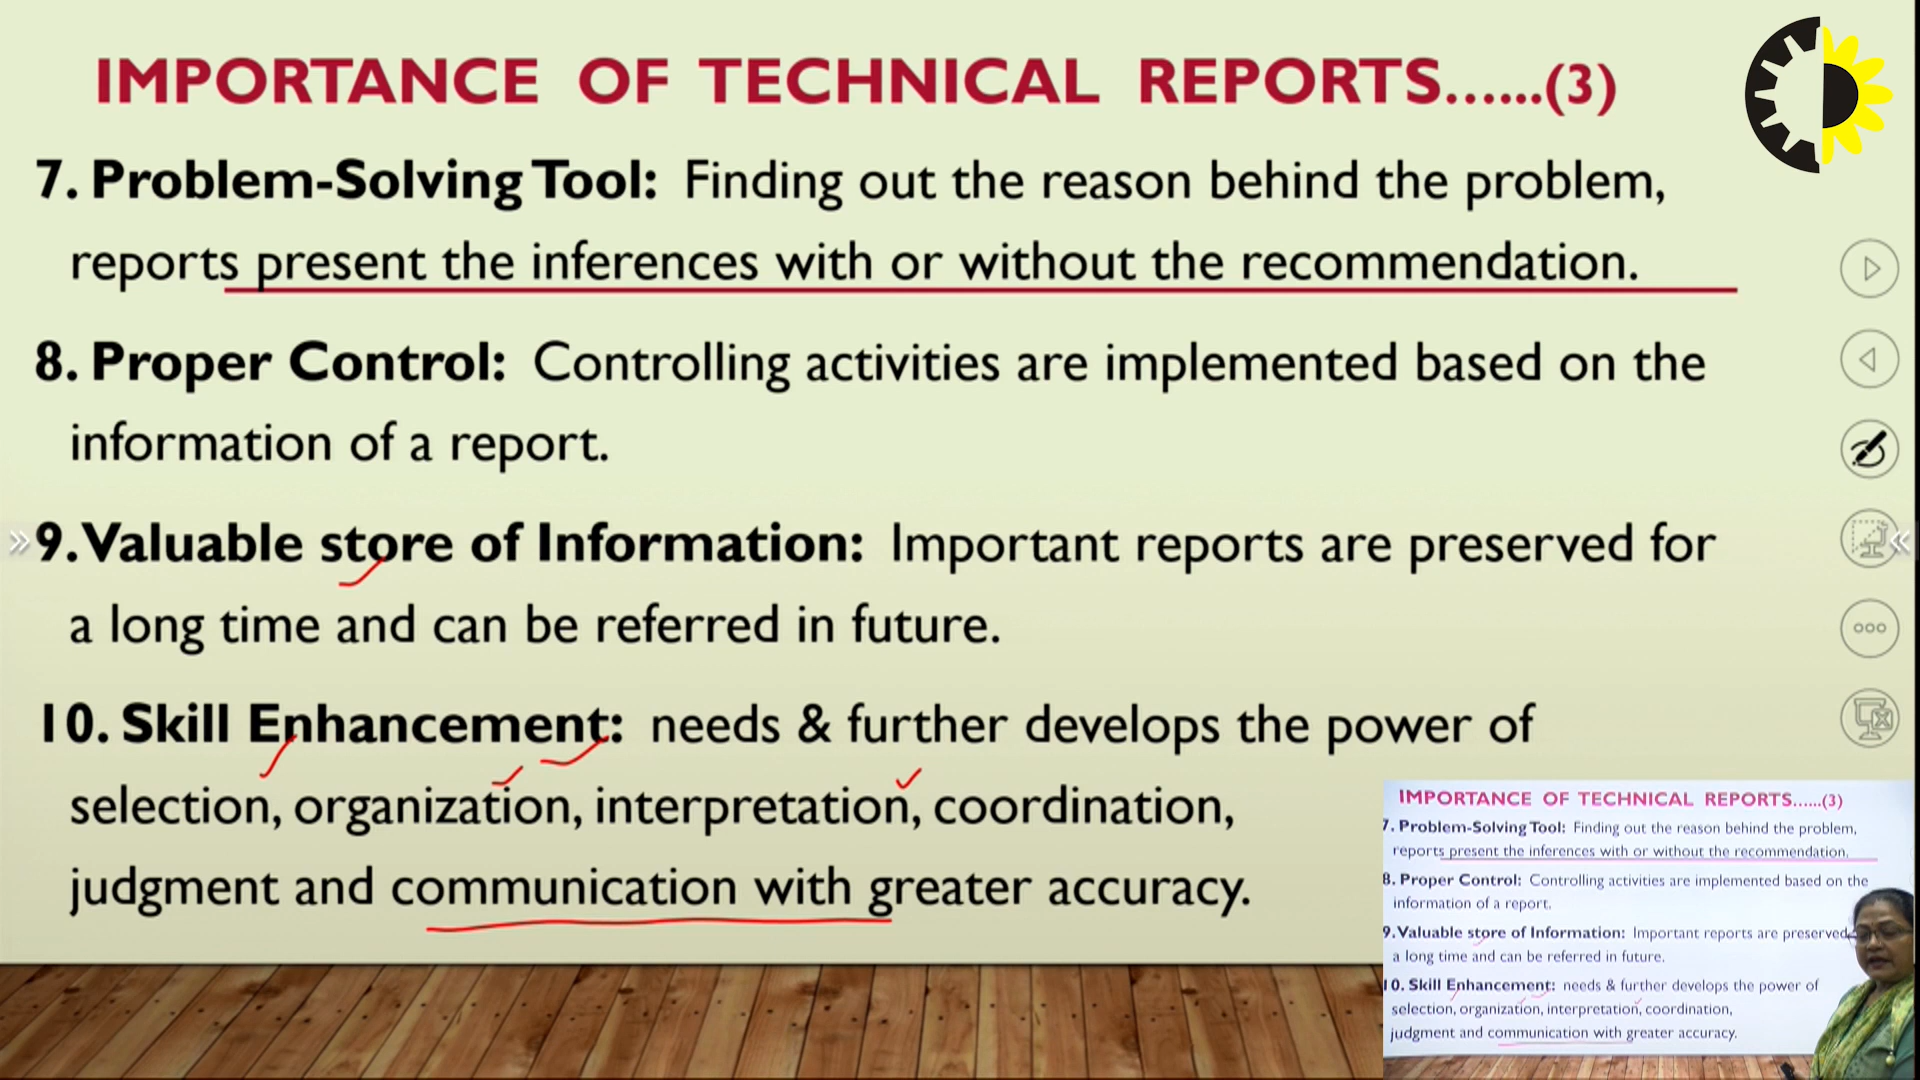 IMPORTANCE OF TECHNICAL REPORTS…...(3)
7. Problem-Solving Tool: Finding out the reason behind the problem,
reports present the inferences with or without the recommendation.
8. Proper Control: Controlling activities are implemented based on the
information of a report.
9. Valuable store of Information: Important reports are preserved for
a long time and can be referred in future.
10. Skill Enhancement: needs & further develops the power of
selection, organization, interpretation, coordination,
judgment and communication with greater accuracy.
IMPORTANCE OF TECHNICAL REPORTS......(3)
7. Problem-Solving Tool: Finding out the reason behind the problem,
reports present the inferences with or without the recommendation.
8. Proper Control: Controlling activities are implemented based on the
information of a report.
9. Valuable store of Information: Important reports are preserved
a long time and can be referred in future.
10. Skill Enhancement: needs & further develops the power of
selection, organization, interpretation, coordination,
judgment and communication with greater accuracy.